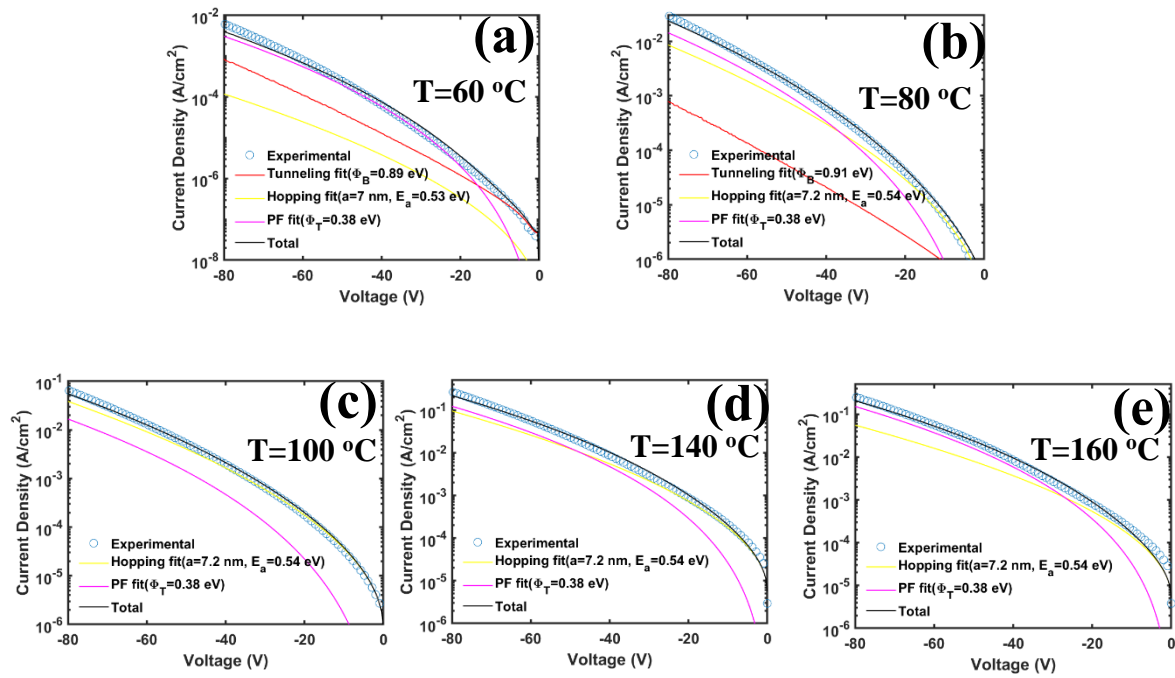 (a)
T=60 °C
Current Density (A/cm²)
10⁻²
10⁻⁴
10⁻⁶
10⁻⁸
Experimental
Tunneling fit(Φ_B=0.89 eV)
Hopping fit(a=7 nm, E_a=0.53 eV)
PF fit(Φ_T=0.38 eV)
Total
-80 -60 -40 -20 0
Voltage (V)
(b)
T=80 °C
Current Density (A/cm²)
10⁻²
10⁻³
10⁻⁴
10⁻⁵
10⁻⁶
Experimental
Tunneling fit(Φ_B=0.91 eV)
Hopping fit(a=7.2 nm, E_a=0.54 eV)
PF fit(Φ_T=0.38 eV)
Total
-80 -60 -40 -20 0
Voltage (V)
(c)
T=100 °C
Current Density (A/cm²)
10⁻¹
10⁻²
10⁻³
10⁻⁴
10⁻⁵
10⁻⁶
Experimental
Hopping fit(a=7.2 nm, E_a=0.54 eV)
PF fit(Φ_T=0.38 eV)
Total
-80 -60 -40 -20 0
Voltage (V)
(d)
T=140 °C
Current Density (A/cm²)
10⁻¹
10⁻²
10⁻³
10⁻⁴
10⁻⁵
10⁻⁶
Experimental
Hopping fit(a=7.2 nm, E_a=0.54 eV)
PF fit(Φ_T=0.38 eV)
Total
-80 -60 -40 -20 0
Voltage (V)
(e)
T=160 °C
Current Density (A/cm²)
10⁻¹
10⁻²
10⁻³
10⁻⁴
10⁻⁵
10⁻⁶
Experimental
Hopping fit(a=7.2 nm, E_a=0.54 eV)
PF fit(Φ_T=0.38 eV)
Total
-80 -60 -40 -20 0
Voltage (V)